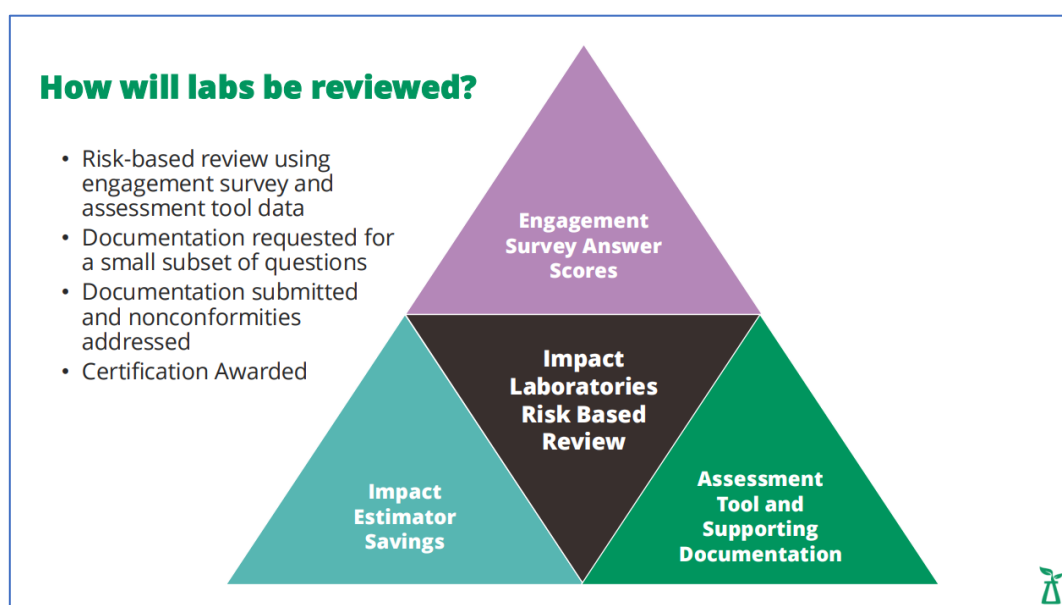 How will labs be reviewed?
• Risk-based review using
engagement survey and
assessment tool data
• Documentation requested for
a small subset of questions
• Documentation submitted
and nonconformities
addressed
• Certification Awarded
Engagement
Survey Answer
Scores
Impact
Laboratories
Risk Based
Review
Impact
Estimator
Savings
Assessment
Tool and
Supporting
Documentation